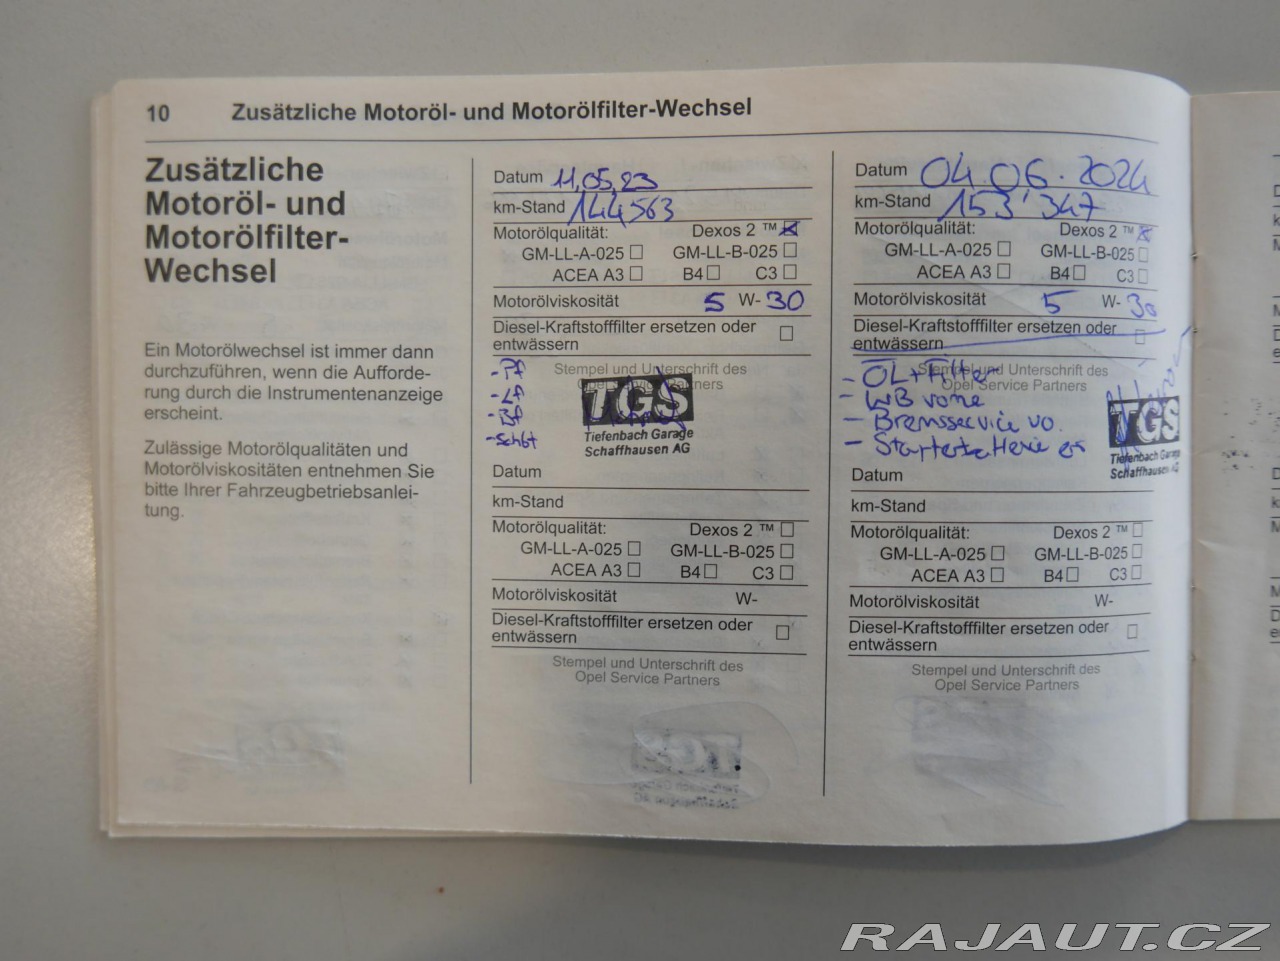 10 Zusätzliche Motoröl- und Motorölfilter-Wechsel
Zusätzliche
Motoröl- und
Motorölfilter-
Wechsel
Ein Motorölwechsel ist immer dann
durchzuführen, wenn die Aufforde-
rung durch die Instrumentenanzeige
erscheint.
Zulässige Motorölqualitäten und
Motorölviskositäten entnehmen Sie
bitte Ihrer Fahrzeugbetriebsanlei-
tung.
Datum 11,05,23
km-Stand 144563
Motorölqualität: Dexos 2 ™ ☒
GM-LL-A-025 ☐ GM-LL-B-025 ☐
ACEA A3 ☐ B4 ☐ C3 ☐
Motorölviskosität 5 W- 30
Diesel-Kraftstofffilter ersetzen oder
entwässern ☐
Stempel und Unterschrift des
Opel Service Partners
- Pf
- Lf
- Bf
TGS
Tiefenbach Garage
Schaffhausen AG
Datum
km-Stand
Motorölqualität: Dexos 2 ™ ☐
GM-LL-A-025 ☐ GM-LL-B-025 ☐
ACEA A3 ☐ B4 ☐ C3 ☐
Motorölviskosität W-
Diesel-Kraftstofffilter ersetzen oder
entwässern ☐
Stempel und Unterschrift des
Opel Service Partners
Datum 04.06.2024
km-Stand 153'347
Motorölqualität: Dexos 2 ™ ☒
GM-LL-A-025 ☐ GM-LL-B-025 ☐
ACEA A3 ☐ B4 ☐ C3 ☐
Motorölviskosität 5 W- 30
Diesel-Kraftstofffilter ersetzen oder
entwässern ☐
Stempel und Unterschrift des
Opel Service Partners
- ÖL + Filter
- WB vorne
- Bremsservice vo.
- Starterbatterie er
TGS
Tiefenbach Garage
Schaffhausen AG
Datum
km-Stand
Motorölqualität: Dexos 2 ™ ☐
GM-LL-A-025 ☐ GM-LL-B-025 ☐
ACEA A3 ☐ B4 ☐ C3 ☐
Motorölviskosität W-
Diesel-Kraftstofffilter ersetzen oder
entwässern ☐
Stempel und Unterschrift des
Opel Service Partners
RAJAUT.CZ